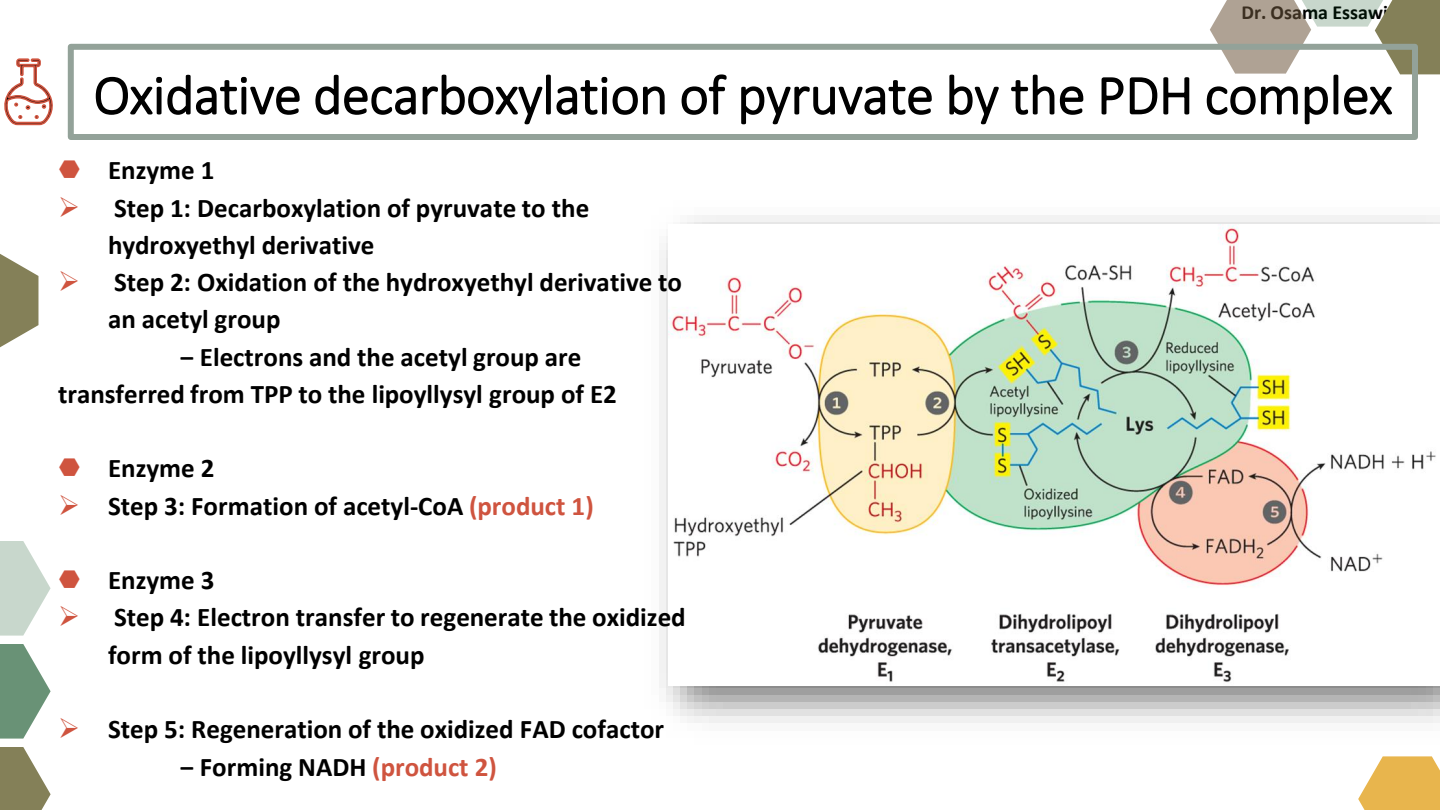 Dr. Osama Essawi
Oxidative decarboxylation of pyruvate by the PDH complex
Enzyme 1
Step 1: Decarboxylation of pyruvate to the
hydroxyethyl derivative
Step 2: Oxidation of the hydroxyethyl derivative to
an acetyl group
– Electrons and the acetyl group are
transferred from TPP to the lipoyllysyl group of E2
Enzyme 2
Step 3: Formation of acetyl-CoA (product 1)
Enzyme 3
Step 4: Electron transfer to regenerate the oxidized
form of the lipoyllysyl group
Step 5: Regeneration of the oxidized FAD cofactor
– Forming NADH (product 2)
O
O
CH₃—C—C
O⁻
Pyruvate
CO₂
1
TPP
TPP
CHOH
CH₃
Hydroxyethyl
TPP
2
CH₃
C
O
S
SH
Acetyl
lipoyllysine
S
S
Oxidized
lipoyllysine
CoA-SH
3
O
CH₃—C—S-CoA
Acetyl-CoA
Reduced
lipoyllysine
SH
SH
Lys
4
FAD
FADH₂
5
NADH + H⁺
NAD⁺
Pyruvate
dehydrogenase,
E₁
Dihydrolipoyl
transacetylase,
E₂
Dihydrolipoyl
dehydrogenase,
E₃